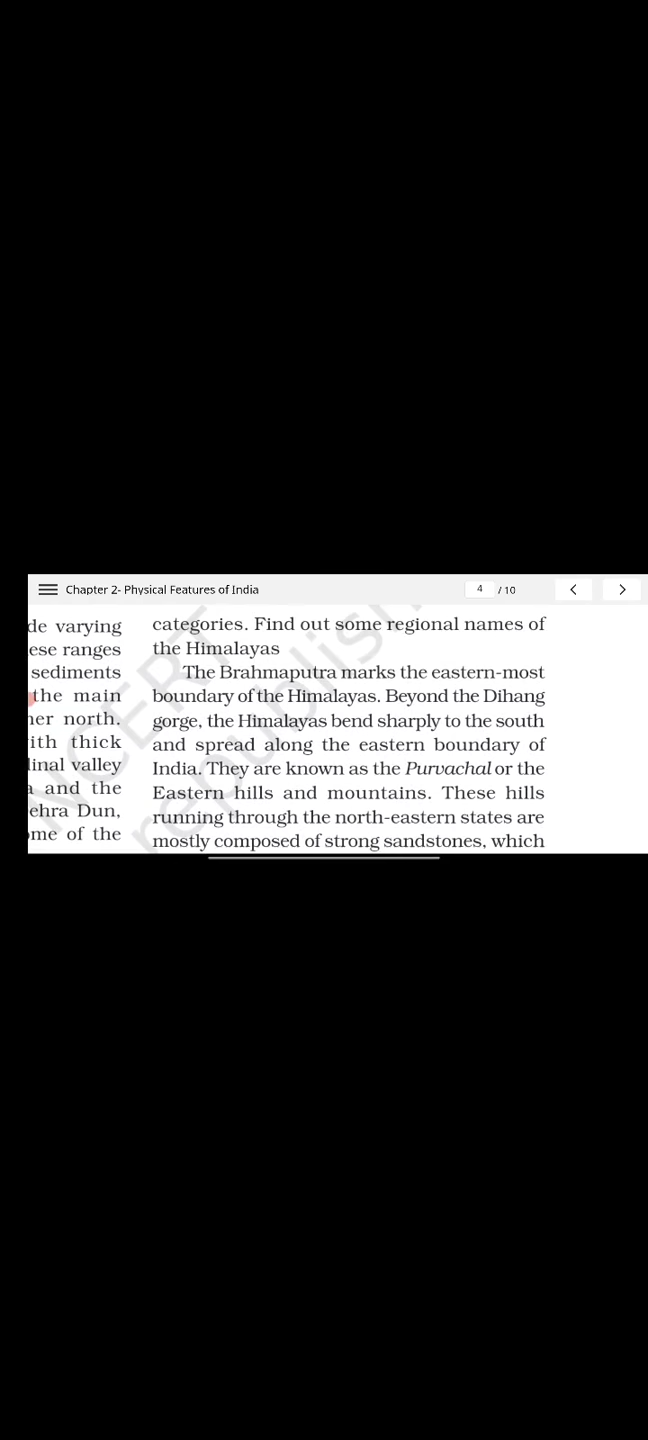 Chapter 2- Physical Features of India
4 / 10
de varying
ese ranges
sediments
the main
her north.
ith thick
linal valley
a and the
ehra Dun,
ome of the
categories. Find out some regional names of
the Himalayas
The Brahmaputra marks the eastern-most
boundary of the Himalayas. Beyond the Dihang
gorge, the Himalayas bend sharply to the south
and spread along the eastern boundary of
India. They are known as the Purvachal or the
Eastern hills and mountains. These hills
running through the north-eastern states are
mostly composed of strong sandstones, which
NCERT
republish